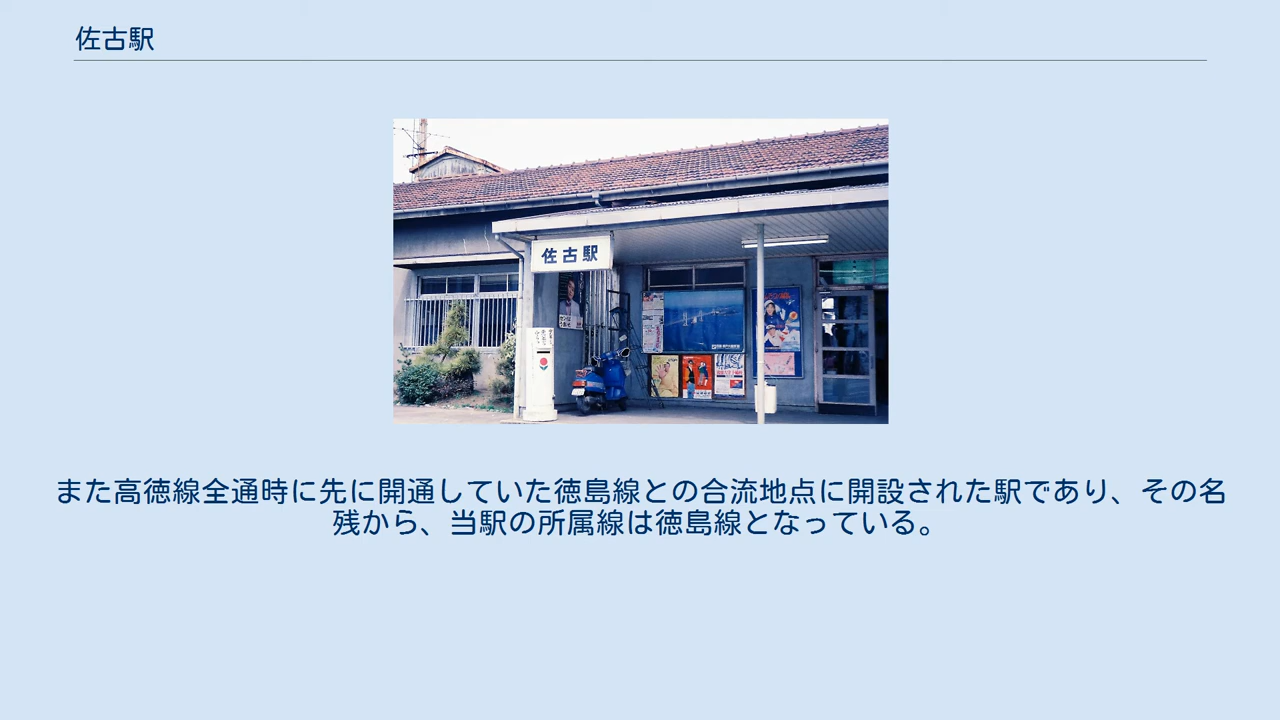 佐古駅
佐古駅
また高徳線全通時に先に開通していた徳島線との合流地点に開設された駅であり、その名
残から、当駅の所属線は徳島線となっている。